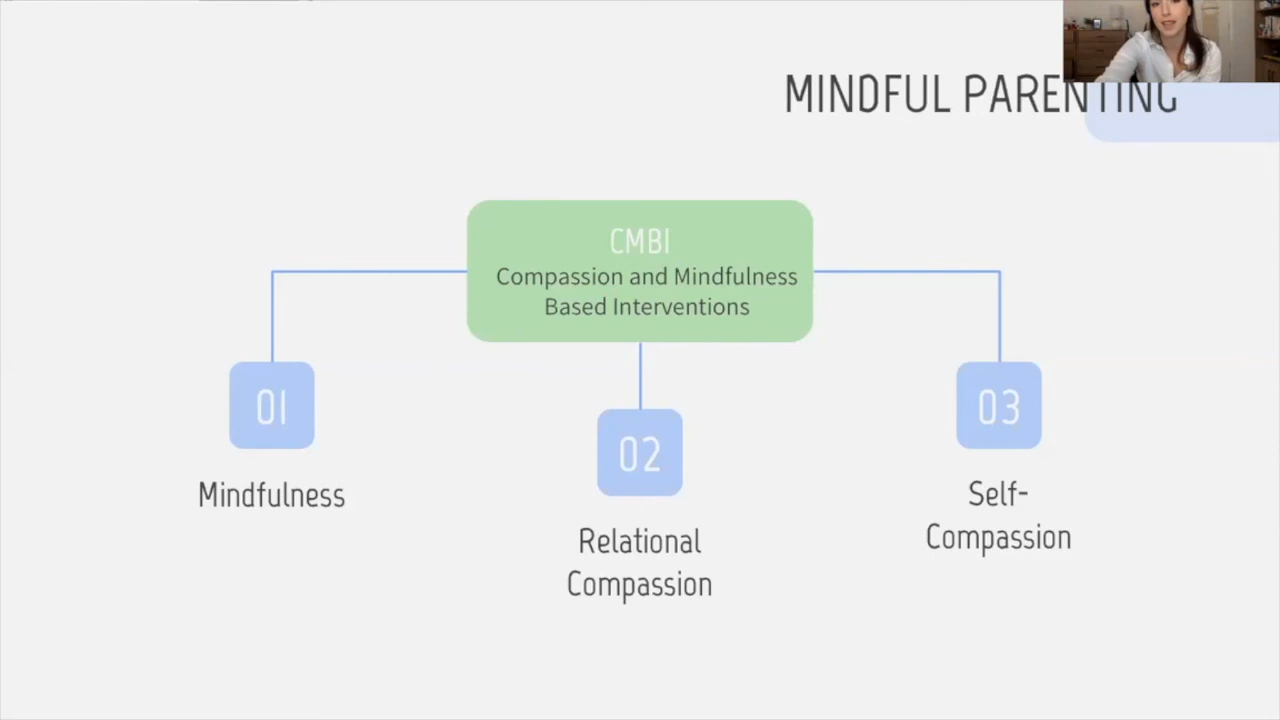 MINDFUL PARENTING
CMBI
Compassion and Mindfulness
Based Interventions
01
02
03
Mindfulness
Relational
Compassion
Self-
Compassion